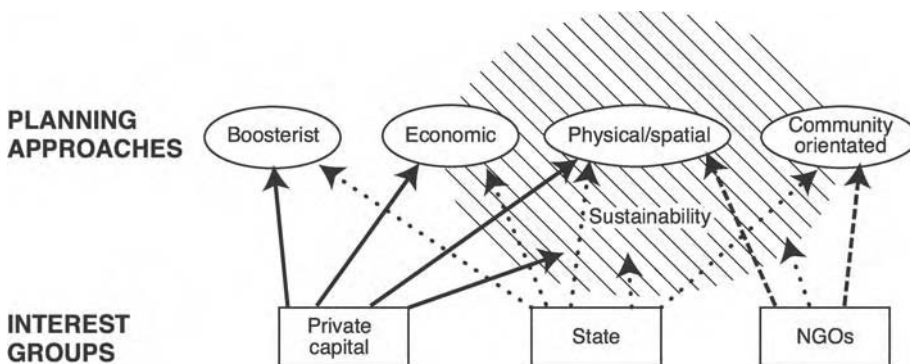 PLANNING
APPROACHES
Boosterist
Economic
Physical/spatial
Community
orientated
Sustainability
INTEREST
GROUPS
Private
capital
State
NGOs